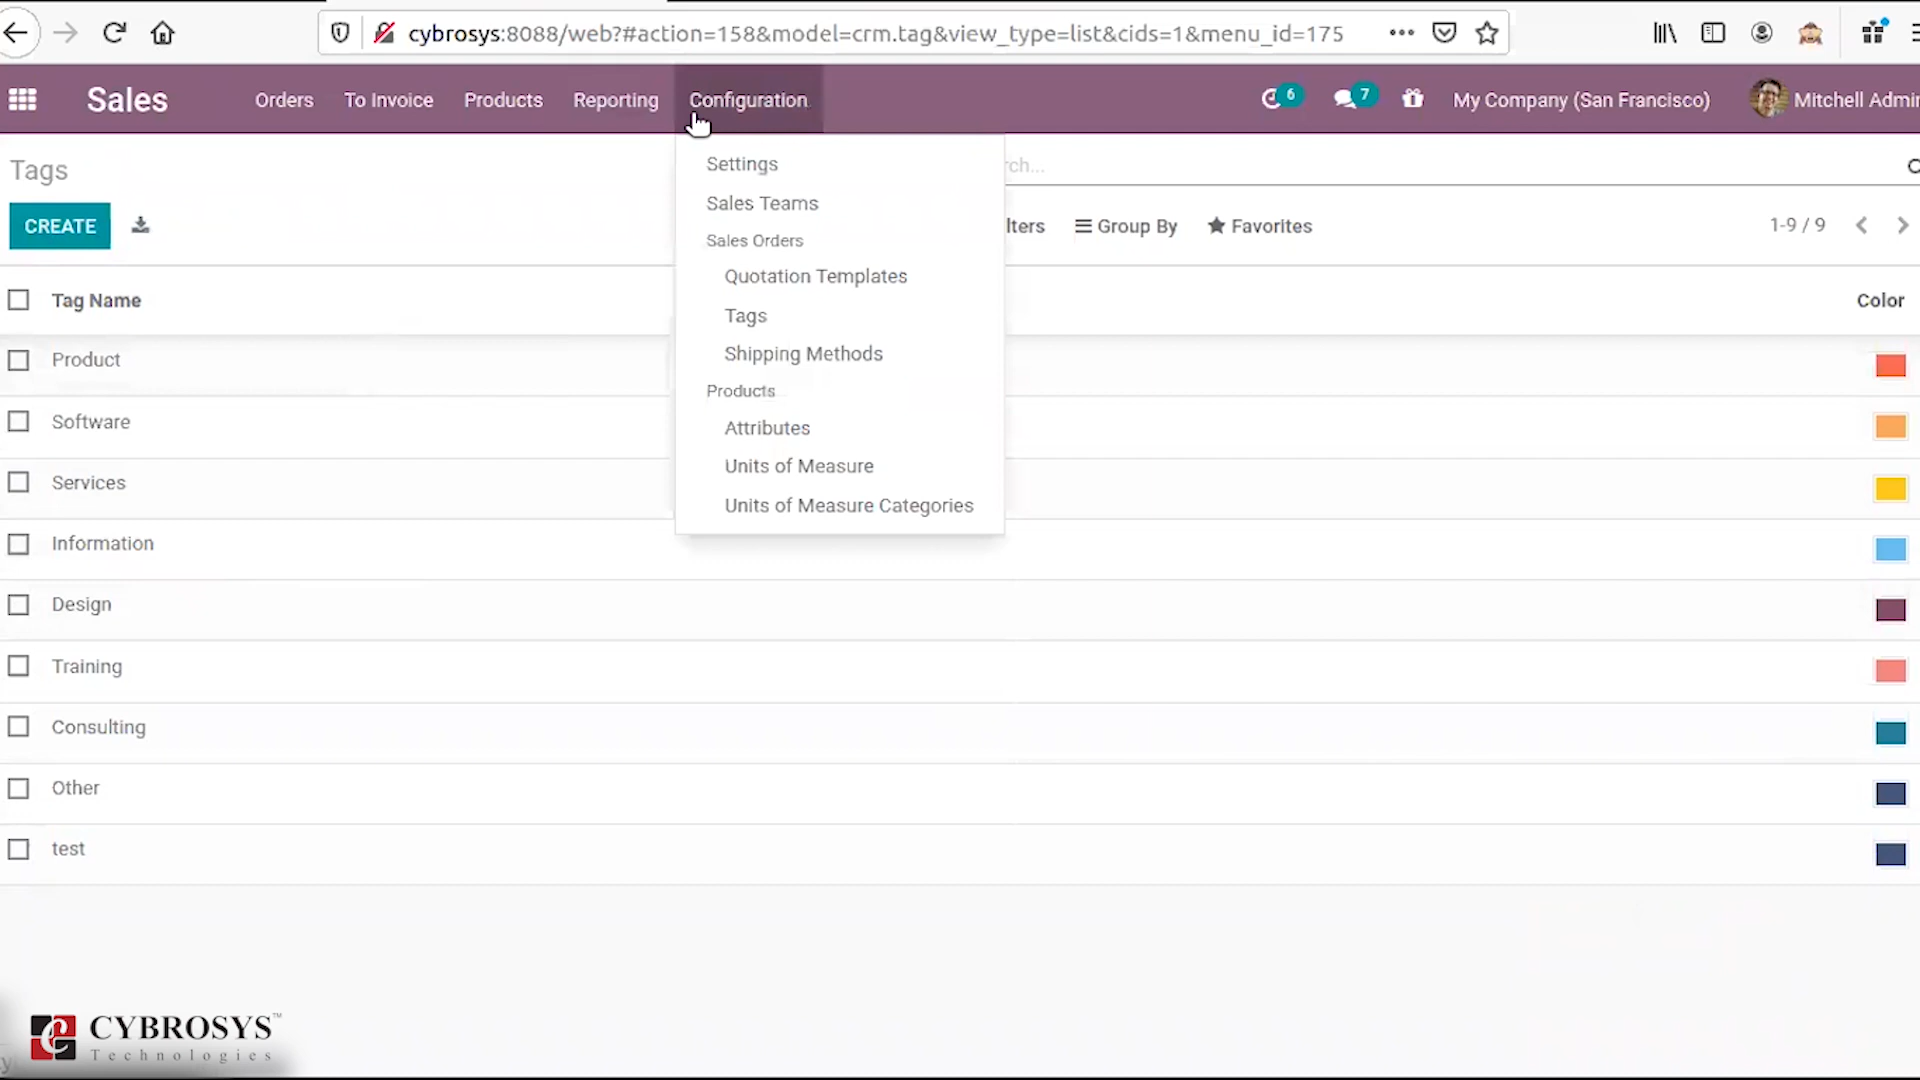 cybrosys:8088/web?#action=158&model=crm.tag&view_type=list&cids=1&menu_id=175
Sales Orders To Invoice Products Reporting Configuration 6 7 My Company (San Francisco) Mitchell Admin
Tags
CREATE
Settings
Sales Teams
Sales Orders
Quotation Templates
Tags
Shipping Methods
Products
Attributes
Units of Measure
Units of Measure Categories
rch...
lters Group By Favorites 1-9 / 9
Tag Name Color
Product
Software
Services
Information
Design
Training
Consulting
Other
test
CYBROSYS™
Technologies